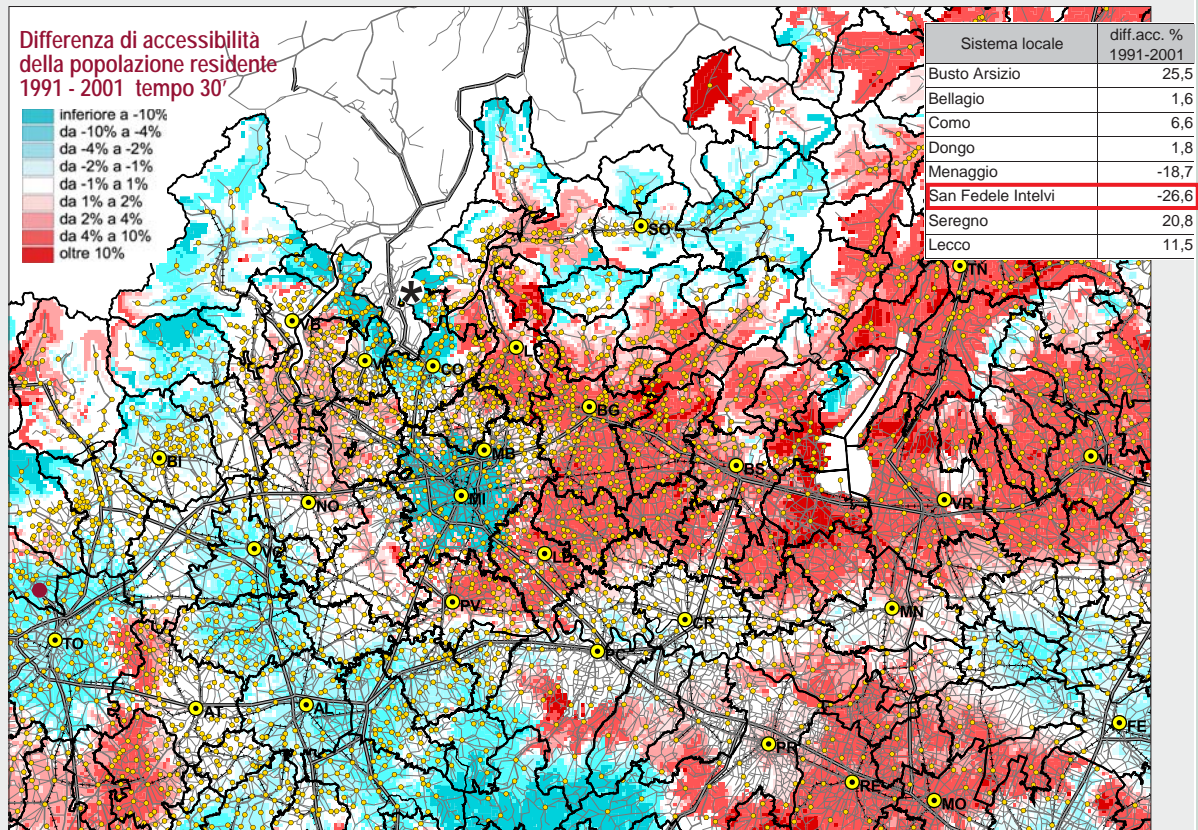 Differenza di accessibilità
della popolazione residente
1991 - 2001 tempo 30'
inferiore a -10%
da -10% a -4%
da -4% a -2%
da -2% a -1%
da -1% a 1%
da 1% a 2%
da 2% a 4%
da 4% a 10%
oltre 10%
Sistema locale diff.acc. % 1991-2001
Busto Arsizio 25,5
Bellagio 1,6
Como 6,6
Dongo 1,8
Menaggio -18,7
San Fedele Intelvi -26,6
Seregno 20,8
Lecco 11,5
SO
TN
*
VB
VA
CO
BG
BI
MB
BS
VI
MI
NO
VR
PV
MN
CR
TO
AT
AL
FE
PR
RE
MO